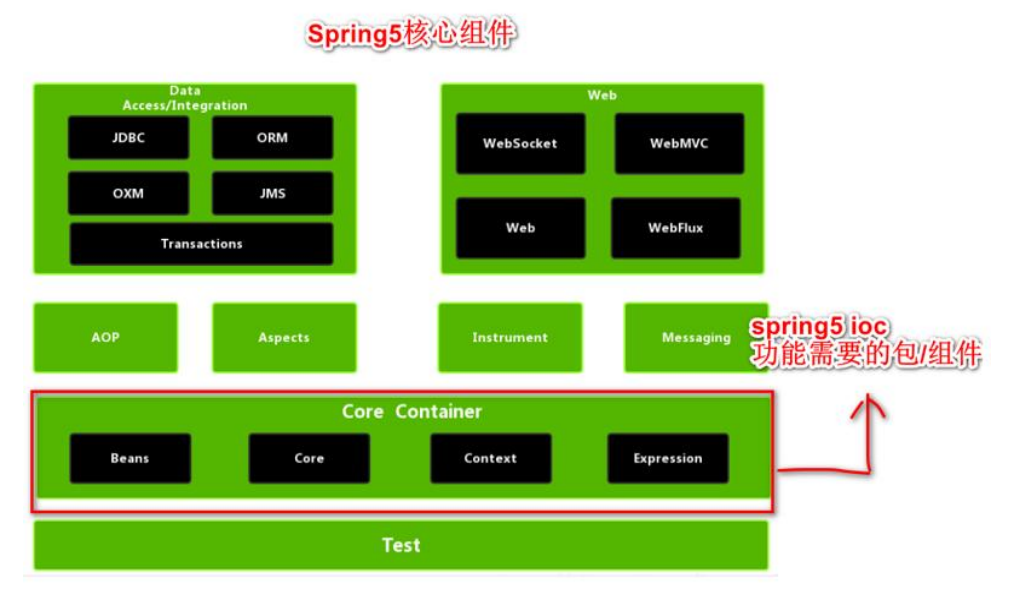 Spring5核心组件
Data
Access/Integration
JDBC
ORM
OXM
JMS
Transactions
Web
WebSocket
WebMVC
Web
WebFlux
AOP
Aspects
Instrument
Messaging
spring5 ioc
功能需要的包/组件
Core Container
Beans
Core
Context
Expression
Test